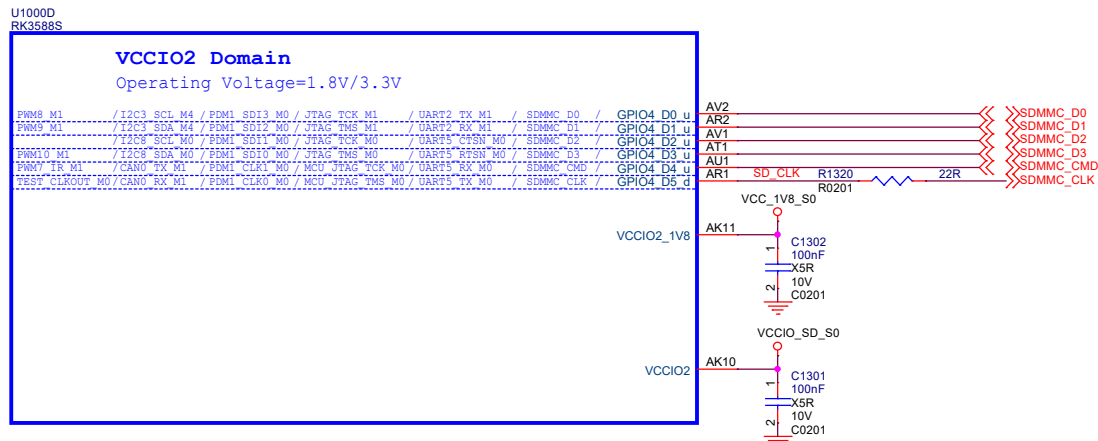 U1000D
RK3588S
VCCIO2 Domain
Operating Voltage=1.8V/3.3V
PWM8_M1 /I2C3_SCL_M4 / PDM1_SDI3_M0 / JTAG_TCK_M1 / UART2_TX_M1 / SDMMC_D0 / GPIO4_D0_u AV2 SDMMC_D0
PWM9_M1 /I2C3_SDA_M4 / PDM1_SDI2_M0 / JTAG_TMS_M1 / UART2_RX_M1 / SDMMC_D1 / GPIO4_D1_u AR2 SDMMC_D1
/I2C8_SCL_M0 / PDM1_SDI1_M0 / JTAG_TCK_M0 / UART5_CTSN_M0 / SDMMC_D2 / GPIO4_D2_u AV1 SDMMC_D2
PWM10_M1 /I2C8_SDA_M0 / PDM1_SDI0_M0 / JTAG_TMS_M0 / UART5_RTSN_M0 / SDMMC_D3 / GPIO4_D3_u AT1 SDMMC_D3
PWM7_IR_M1 /CAN0_TX_M1 / PDM1_CLK1_M0 / MCU_JTAG_TCK_M0 / UART5_RX_M0 / SDMMC_CMD / GPIO4_D4_u AU1 SDMMC_CMD
TEST_CLKOUT_M0/CAN0_RX_M1 / PDM1_CLK0_M0 / MCU_JTAG_TMS_M0 / UART5_TX_M0 / SDMMC_CLK / GPIO4_D5_d AR1 SD_CLK R1320 22R SDMMC_CLK
R0201
VCC_1V8_S0
VCCIO2_1V8 AK11
1 C1302
100nF
X5R
2 10V
C0201
VCCIO_SD_S0
VCCIO2 AK10
1 C1301
100nF
X5R
2 10V
C0201